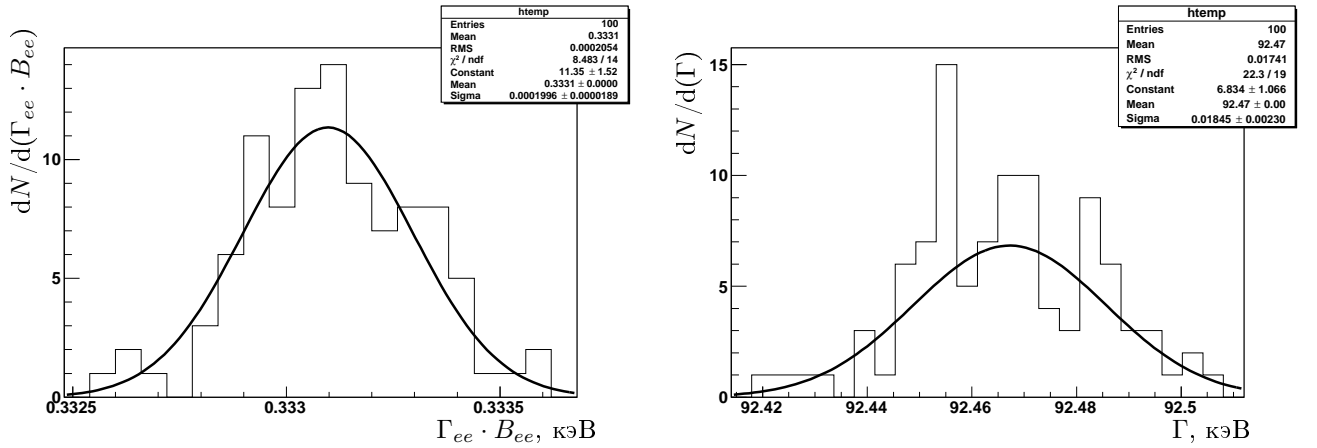 htemp
Entries 100
Mean 0.3331
RMS 0.0002054
χ² / ndf 8.483 / 14
Constant 11.35 ± 1.52
Mean 0.3331 ± 0.0000
Sigma 0.0001996 ± 0.0000189
dN/d(Γee · Bee)
10
5
0
0.3325 0.333 0.3335
Γee · Bee, кэВ
htemp
Entries 100
Mean 92.47
RMS 0.01741
χ² / ndf 22.3 / 19
Constant 6.834 ± 1.066
Mean 92.47 ± 0.00
Sigma 0.01845 ± 0.00230
dN/d(Γ)
15
10
5
0
92.42 92.44 92.46 92.48 92.5
Γ, кэВ